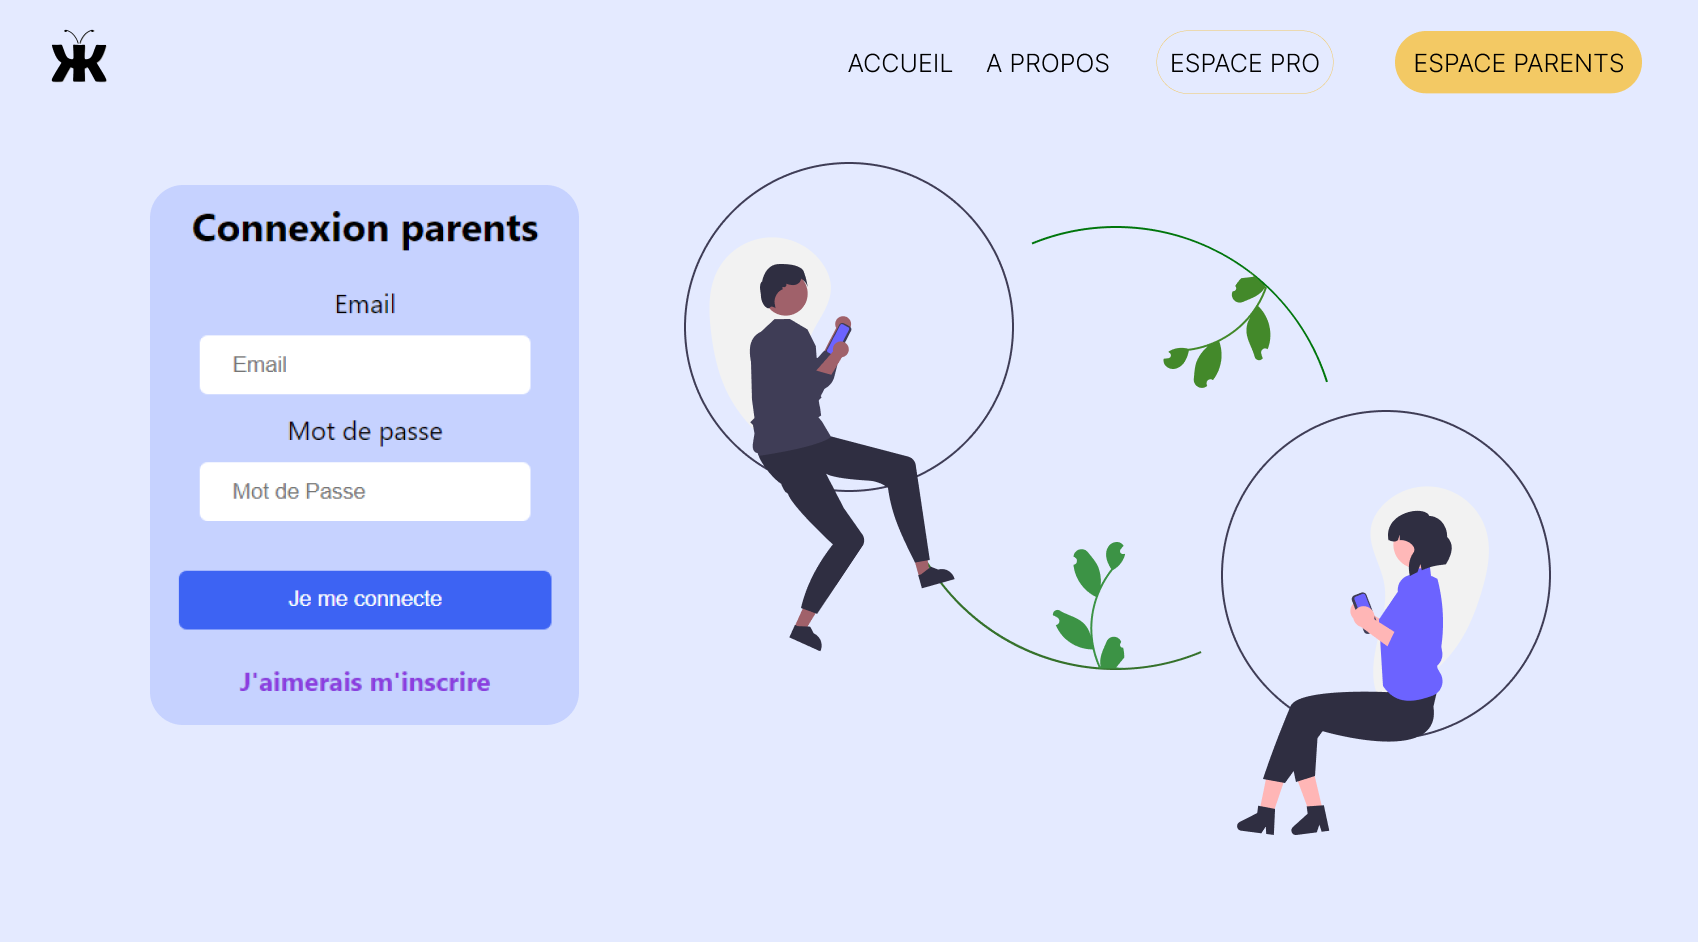 ACCUEIL
A PROPOS
ESPACE PRO
ESPACE PARENTS
Connexion parents
Email
Email
Mot de passe
Mot de Passe
Je me connecte
J'aimerais m'inscrire